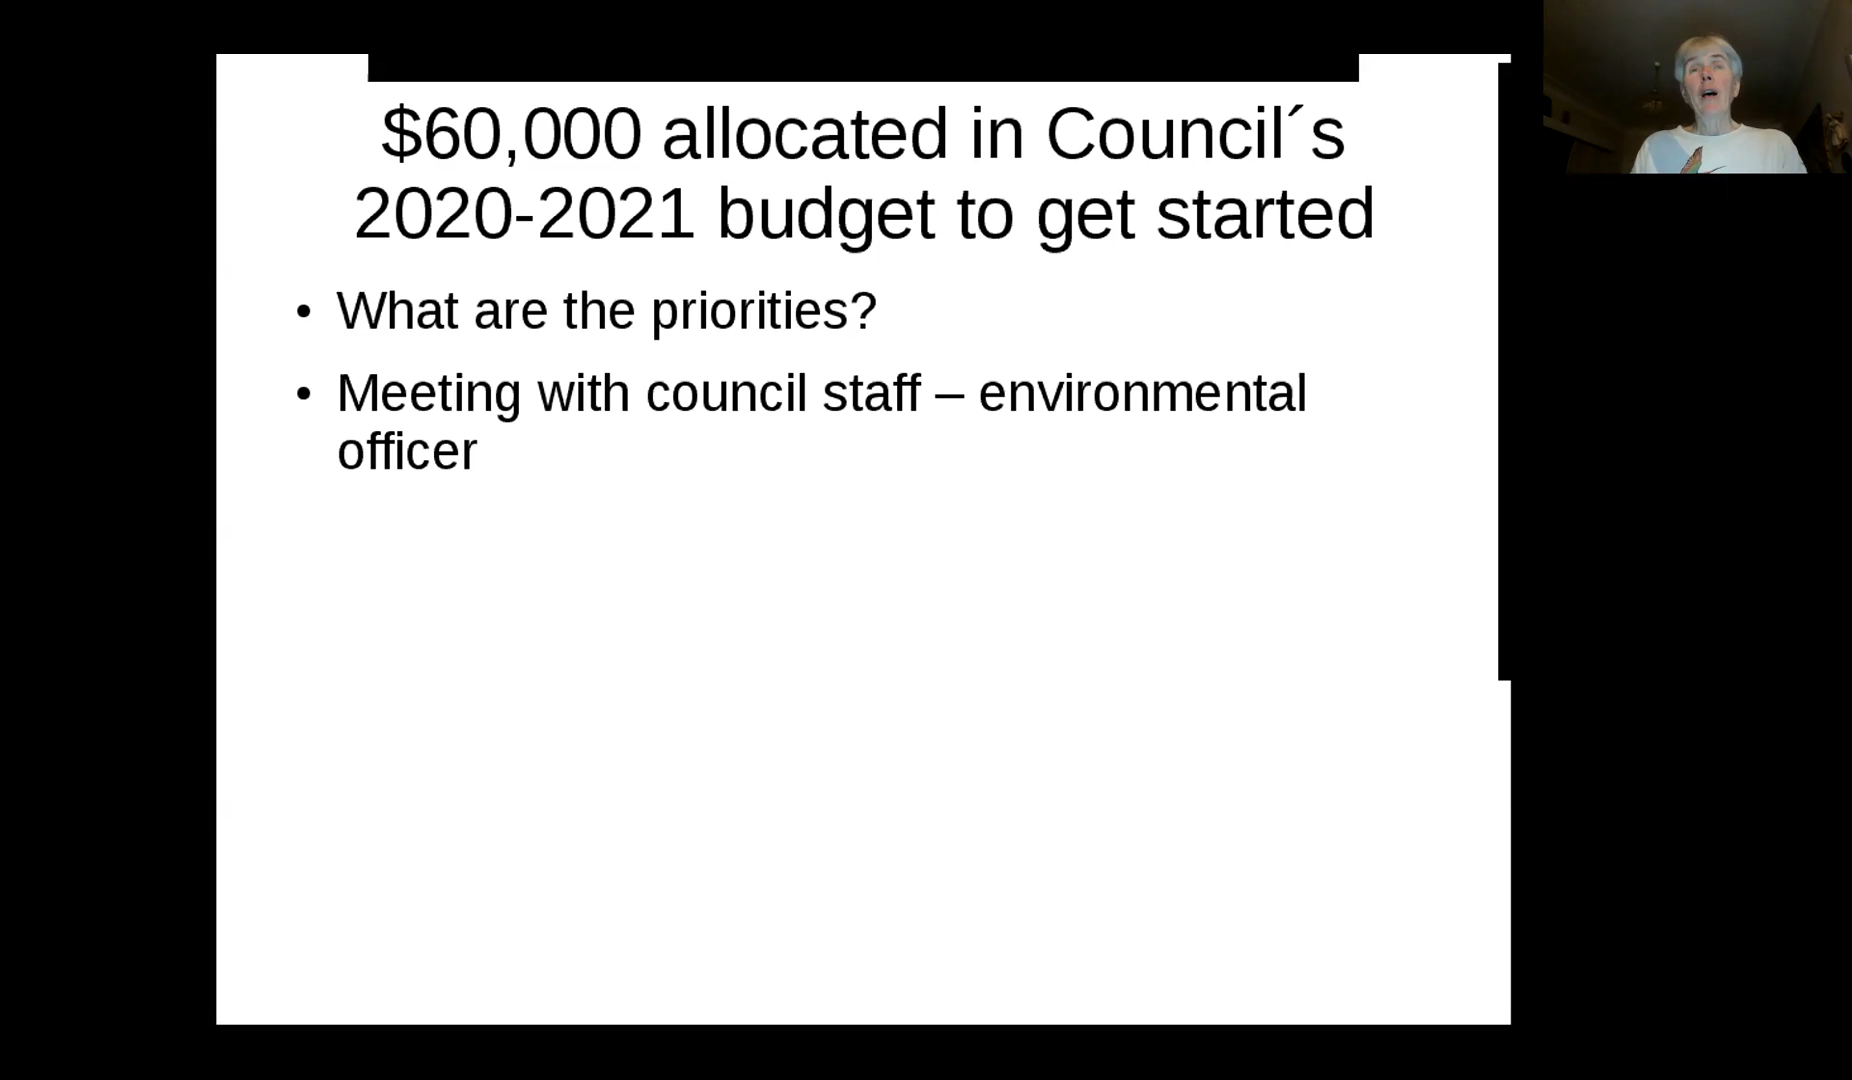 $60,000 allocated in Council´s
2020-2021 budget to get started
• What are the priorities?
• Meeting with council staff – environmental
officer